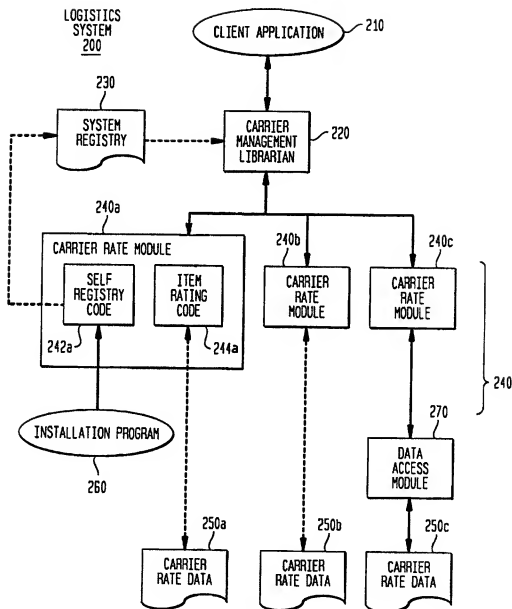 LOGISTICS
SYSTEM
200
CLIENT APPLICATION
210
230
SYSTEM
REGISTRY
CARRIER
MANAGEMENT
LIBRARIAN
220
240a
CARRIER RATE MODULE
SELF
REGISTRY
CODE
242a
ITEM
RATING
CODE
244a
240b
CARRIER
RATE
MODULE
240c
CARRIER
RATE
MODULE
240
INSTALLATION PROGRAM
260
270
DATA
ACCESS
MODULE
250a
CARRIER
RATE DATA
250b
CARRIER
RATE DATA
250c
CARRIER
RATE DATA